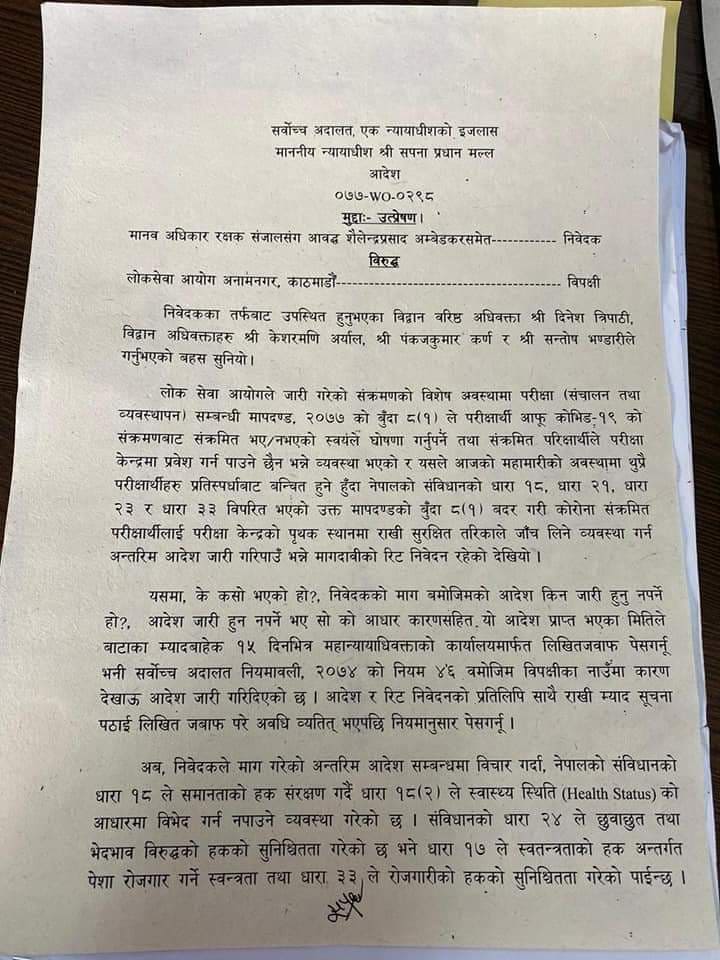 सर्वोच्च अदालत, एक न्यायाधीशको इजलास
माननीय न्यायाधीश श्री सपना प्रधान मल्ल
आदेश
०७७-WO-०२९८
मुद्दाः- उत्प्रेषण।
मानव अधिकार रक्षक संजालसंग आवद्ध शैलेन्द्रप्रसाद अम्बेडकरसमेत------------ निवेदक
विरुद्ध
लोकसेवा आयोग अनामनगर, काठमाडौं------------------------------------------ विपक्षी
निवेदकका तर्फबाट उपस्थित हुनुभएका विद्वान वरिष्ठ अधिवक्ता श्री दिनेश त्रिपाठी,
विद्वान अधिवक्ताहरु श्री केशरमणि अर्याल, श्री पंकजकुमार कर्ण र श्री सन्तोष भण्डारीले
गर्नुभएको बहस सुनियो।
लोक सेवा आयोगले जारी गरेको संक्रमणको विशेष अवस्थामा परीक्षा (संचालन तथा
व्यवस्थापन) सम्बन्धी मापदण्ड, २०७७ को बुँदा ८(१) ले परीक्षार्थी आफू कोभिड-१९ को
संक्रमणबाट संक्रमित भए/नभएको स्वयंले घोषणा गर्नुपर्ने तथा संक्रमित परिक्षार्थीले परीक्षा
केन्द्रमा प्रवेश गर्न पाउने छैन भन्ने व्यवस्था भएको र यसले आजको महामारीको अवस्थामा थुप्रै
परीक्षार्थीहरु प्रतिस्पर्धाबाट बन्चित हुने हुँदा नेपालको संविधानको धारा १८, धारा २१, धारा
२३ र धारा ३३ विपरित भएको उक्त मापदण्डको बुँदा ८(१) बदर गरी कोरोना संक्रमित
परीक्षार्थीलाई परीक्षा केन्द्रको पृथक स्थानमा राखी सुरक्षित तरिकाले जाँच लिने व्यवस्था गर्न
अन्तरिम आदेश जारी गरिपाउँ भन्ने मागदावीको रिट निवेदन रहेको देखियो।
यसमा, के कसो भएको हो?, निवेदकको माग बमोजिमको आदेश किन जारी हुनु नपर्ने
हो?, आदेश जारी हुन नपर्ने भए सो को आधार कारणसहित यो आदेश प्राप्त भएका मितिले
बाटाका म्यादबाहेक १५ दिनभित्र महान्यायाधिवक्ताको कार्यालयमार्फत लिखितजवाफ पेसगर्नू
भनी सर्वोच्च अदालत नियमावली, २०७४ को नियम ४६ बमोजिम विपक्षीका नाउँमा कारण
देखाऊ आदेश जारी गरिदिएको छ। आदेश र रिट निवेदनको प्रतिलिपि साथै राखी म्याद सूचना
पठाई लिखित जबाफ परे अवधि व्यतित् भएपछि नियमानुसार पेसगर्नू।
अब, निवेदकले माग गरेको अन्तरिम आदेश सम्बन्धमा विचार गर्दा, नेपालको संविधानको
धारा १८ ले समानताको हक संरक्षण गर्दै धारा १८(२) ले स्वास्थ्य स्थिति (Health Status) को
आधारमा विभेद गर्न नपाउने व्यवस्था गरेको छ। संविधानको धारा २४ ले छुवाछुत तथा
भेदभाव विरुद्धको हकको सुनिश्चितता गरेको छ भने धारा १७ ले स्वतन्त्रताको हक अन्तर्गत
पेशा रोजगार गर्ने स्वन्त्रता तथा धारा ३३ ले रोजगारीको हकको सुनिश्चितता गरेको पाईन्छ।